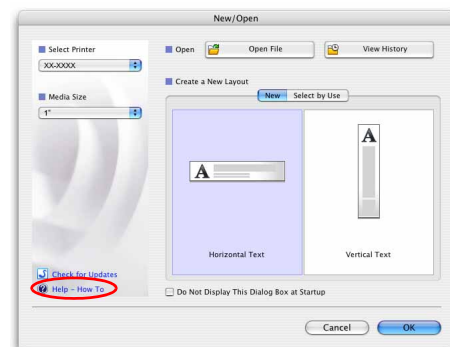 New/Open
Select Printer
XX-XXXX
Media Size
1"
Check for Updates
Help - How To
Open
Open File
View History
Create a New Layout
New
Select by Use
A
Horizontal Text
A
Vertical Text
Do Not Display This Dialog Box at Startup
Cancel
OK